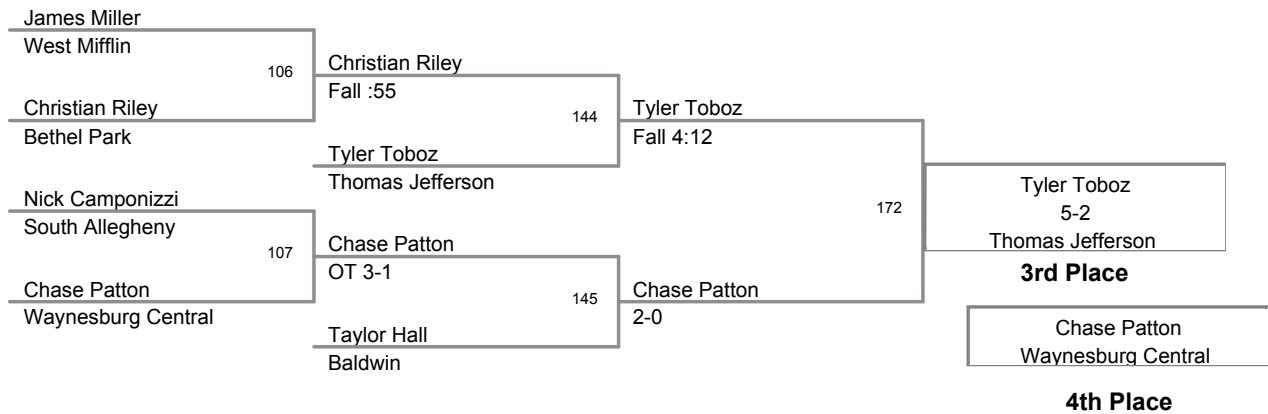 James Miller
West Mifflin
106
Christian Riley
Fall :55
Christian Riley
Bethel Park
144
Tyler Toboz
Fall 4:12
Tyler Toboz
Thomas Jefferson
Nick Camponizzi
South Allegheny
172
Tyler Toboz
5-2
Thomas Jefferson
3rd Place
107
Chase Patton
OT 3-1
Chase Patton
Waynesburg Central
145
Chase Patton
2-0
Taylor Hall
Baldwin
Chase Patton
Waynesburg Central
4th Place